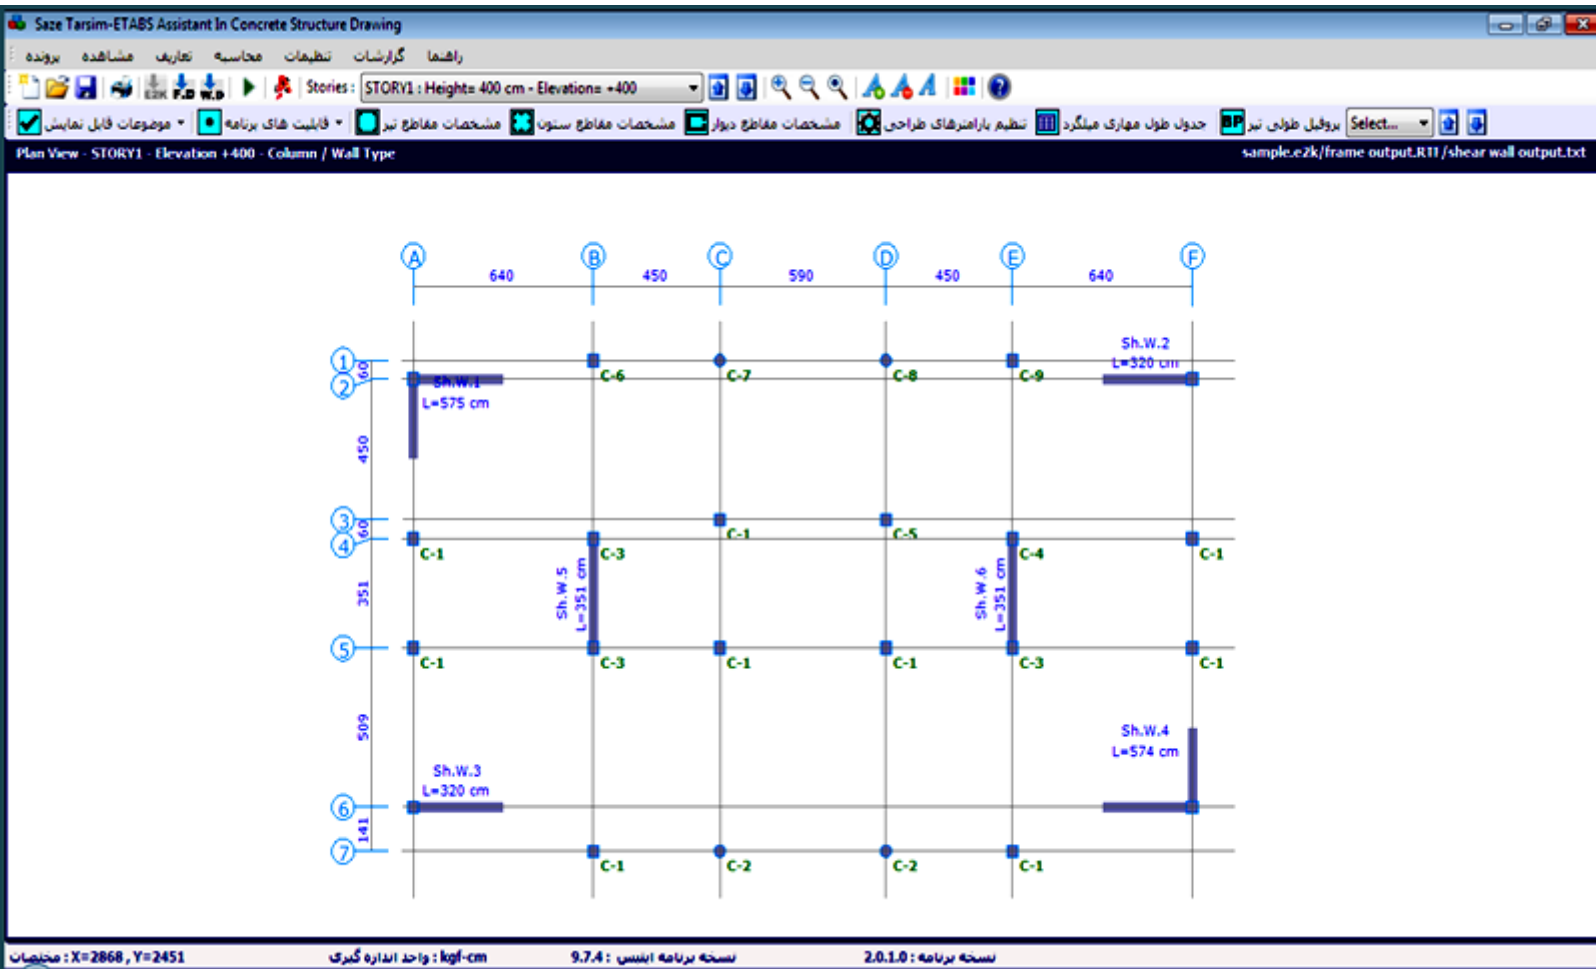 Saze Tarsim-ETABS Assistant In Concrete Structure Drawing
راهنما گزارشات تنظیمات محاسبه تعاریف مشاهده پرونده
E2K F.D W.D Stories : STORY1 : Height= 400 cm - Elevation= +400
موضوعات قابل نمایش قابلیت های برنامه مشخصات مقاطع تیر مشخصات مقاطع ستون مشخصات مقاطع دیوار تنظیم پارامترهای طراحی جدول طول مهاری میلگرد BP پروفیل طولی تیر Select...
Plan View - STORY1 - Elevation +400 - Column / Wall Type sample.e2k/frame output.RTF/shear wall output.txt
A B C D E F
640 450 590 450 640
Sh.W.2
L=320 cm
1
60
C-6 C-7 C-8 C-9
2
Sh.W.1
L=575 cm
450
3
60
C-1 C-5
4
C-1 C-3 C-4 C-1
351
Sh.W.5
L=351 cm
Sh.W.6
L=351 cm
5
C-1 C-3 C-1 C-1 C-3 C-1
509
Sh.W.4
L=574 cm
Sh.W.3
L=320 cm
6
141
7
C-1 C-2 C-2 C-1
مختصات : X=2868 , Y=2451 واحد اندازه گیری : kgf-cm نسخه برنامه ایتبس : 9.7.4 نسخه برنامه : 2.0.1.0